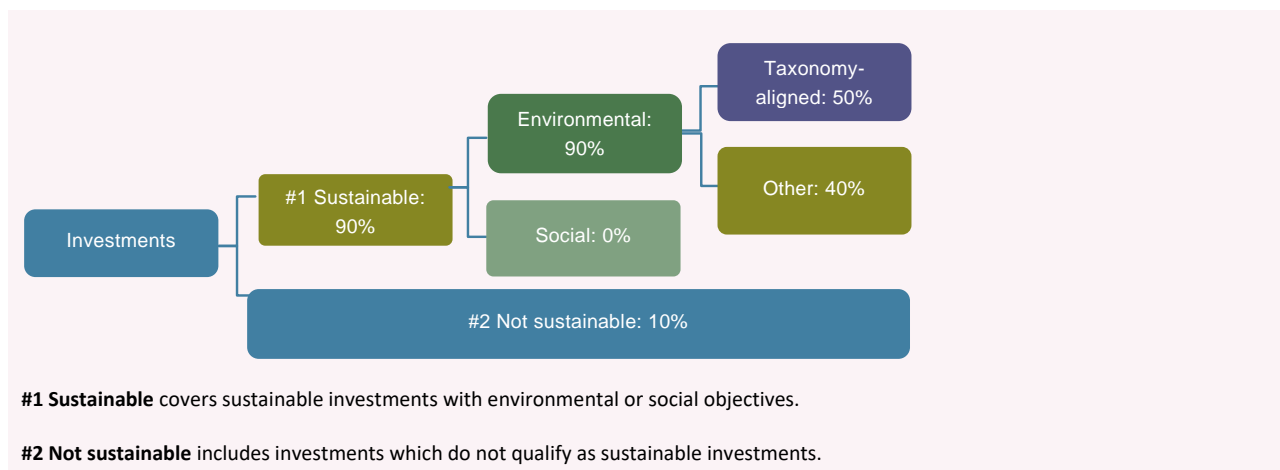 Taxonomy-
aligned: 50%
Environmental:
90%
Other: 40%
#1 Sustainable:
90%
Social: 0%
Investments
#2 Not sustainable: 10%
#1 Sustainable covers sustainable investments with environmental or social objectives.
#2 Not sustainable includes investments which do not qualify as sustainable investments.